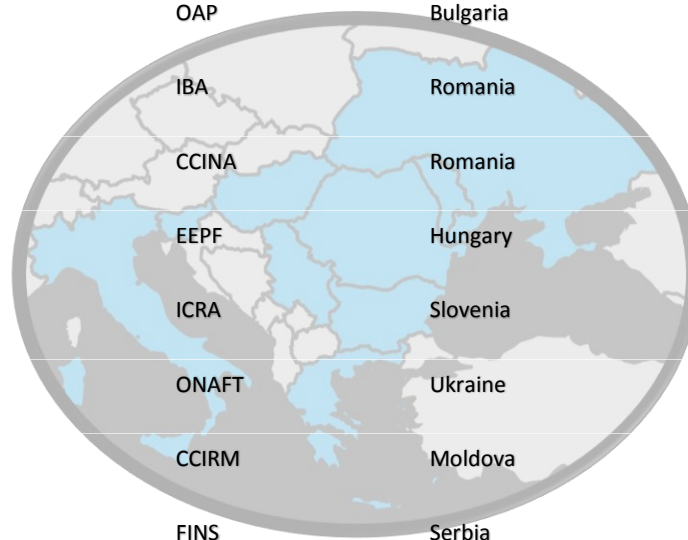 OAP Bulgaria
IBA Romania
CCINA Romania
EEPF Hungary
ICRA Slovenia
ONAFT Ukraine
CCIRM Moldova
FINS Serbia